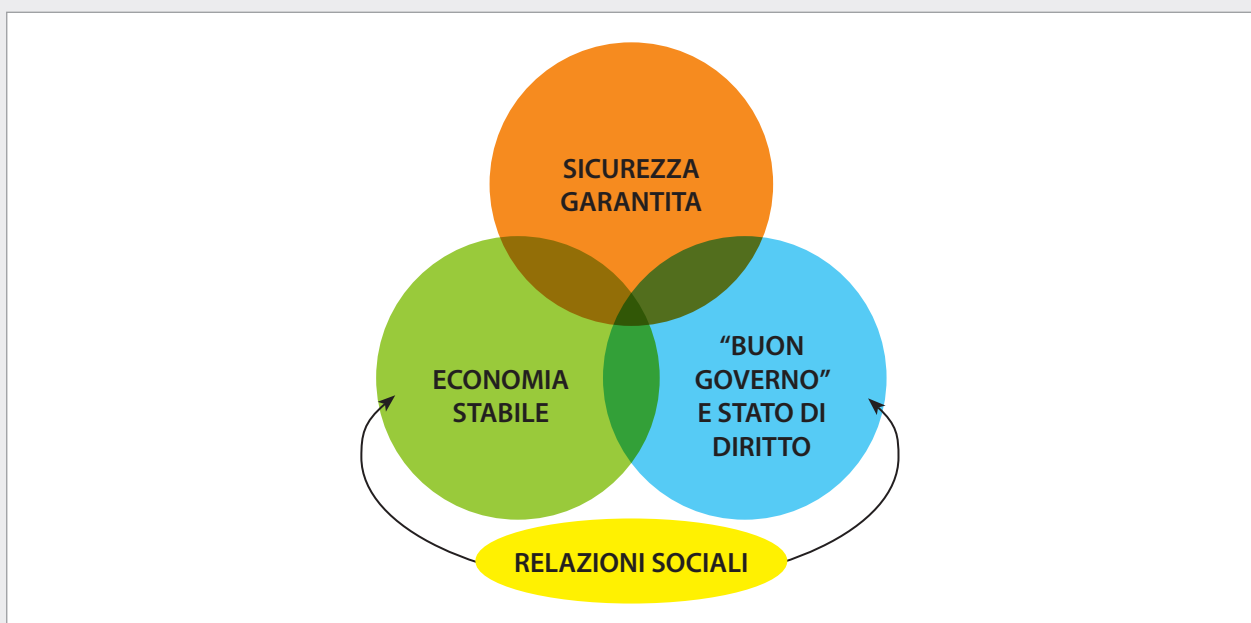 SICUREZZA
GARANTITA
ECONOMIA
STABILE
“BUON
GOVERNO”
E STATO DI
DIRITTO
RELAZIONI SOCIALI